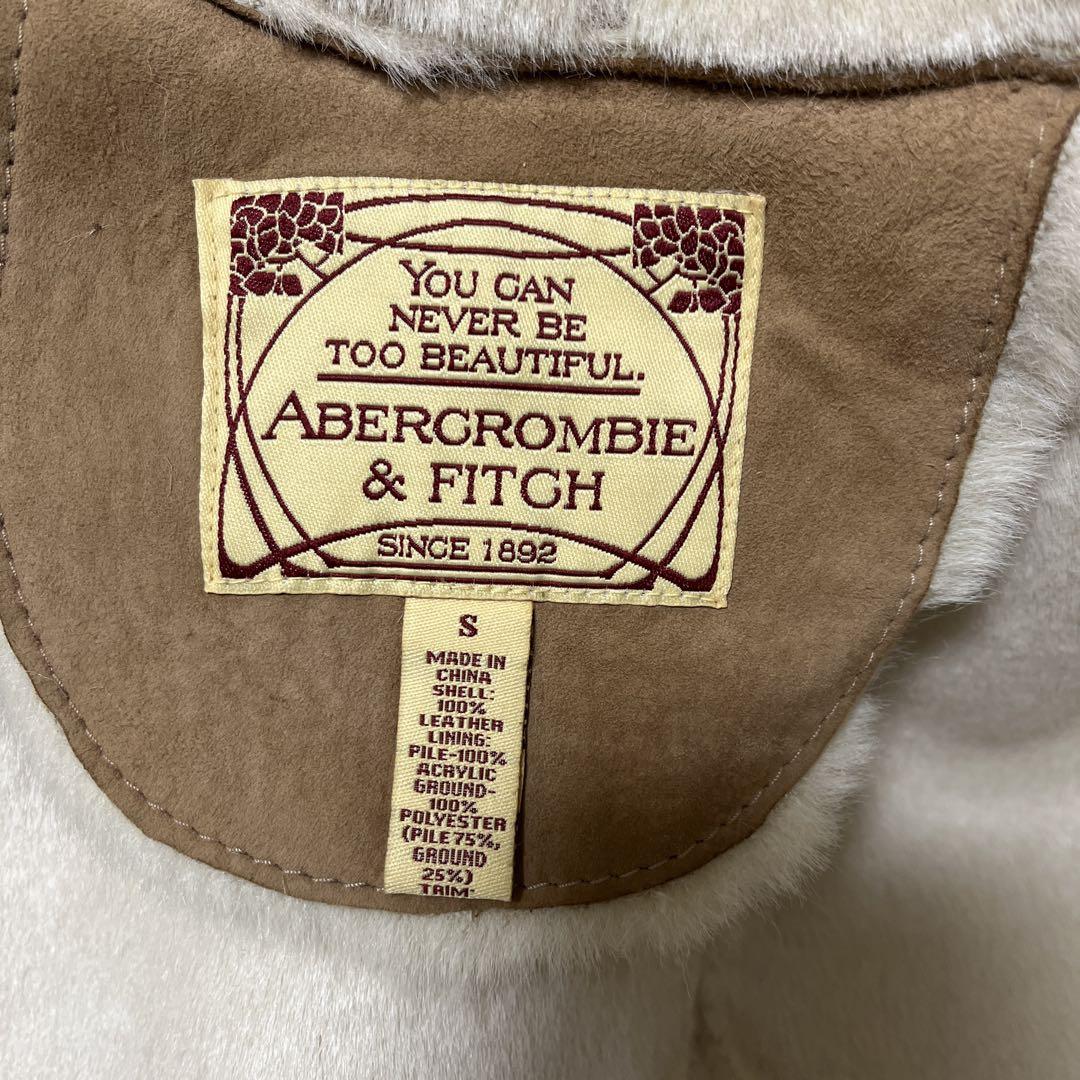 YOU CAN
NEVER BE
TOO BEAUTIFUL.
ABERCROMBIE
& FITCH
SINCE 1892
S
MADE IN
CHINA
SHELL:
100%
LEATHER
LINING:
PILE-100%
ACRYLIC
GROUND-
100%
POLYESTER
(PILE 75%,
GROUND
25%)
TRIM: